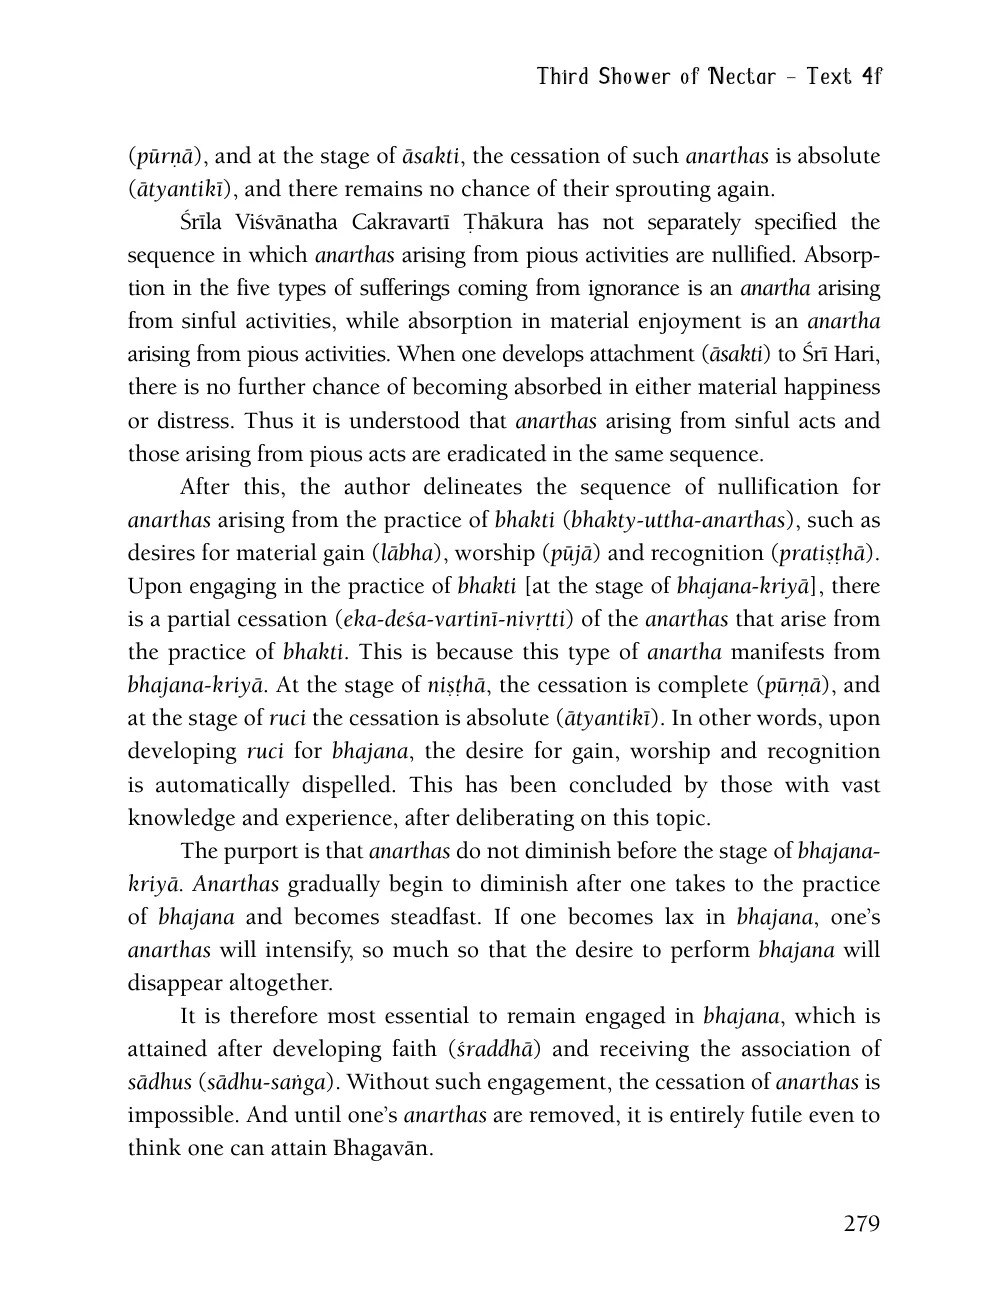 Third Shower of Nectar – Text 4f
(pūrṇā), and at the stage of āsakti, the cessation of such anarthas is absolute
(ātyantikī), and there remains no chance of their sprouting again.
Śrīla Viśvānatha Cakravartī Ṭhākura has not separately specified the
sequence in which anarthas arising from pious activities are nullified. Absorp-
tion in the five types of sufferings coming from ignorance is an anartha arising
from sinful activities, while absorption in material enjoyment is an anartha
arising from pious activities. When one develops attachment (āsakti) to Śrī Hari,
there is no further chance of becoming absorbed in either material happiness
or distress. Thus it is understood that anarthas arising from sinful acts and
those arising from pious acts are eradicated in the same sequence.
After this, the author delineates the sequence of nullification for
anarthas arising from the practice of bhakti (bhakty-uttha-anarthas), such as
desires for material gain (lābha), worship (pūjā) and recognition (pratiṣṭhā).
Upon engaging in the practice of bhakti [at the stage of bhajana-kriyā], there
is a partial cessation (eka-deśa-vartinī-nivṛtti) of the anarthas that arise from
the practice of bhakti. This is because this type of anartha manifests from
bhajana-kriyā. At the stage of niṣṭhā, the cessation is complete (pūrṇā), and
at the stage of ruci the cessation is absolute (ātyantikī). In other words, upon
developing ruci for bhajana, the desire for gain, worship and recognition
is automatically dispelled. This has been concluded by those with vast
knowledge and experience, after deliberating on this topic.
The purport is that anarthas do not diminish before the stage of bhajana-
kriyā. Anarthas gradually begin to diminish after one takes to the practice
of bhajana and becomes steadfast. If one becomes lax in bhajana, one’s
anarthas will intensify, so much so that the desire to perform bhajana will
disappear altogether.
It is therefore most essential to remain engaged in bhajana, which is
attained after developing faith (śraddhā) and receiving the association of
sādhus (sādhu-saṅga). Without such engagement, the cessation of anarthas is
impossible. And until one’s anarthas are removed, it is entirely futile even to
think one can attain Bhagavān.
279